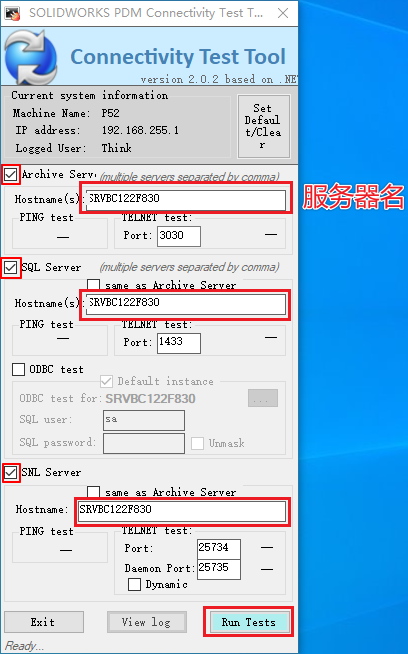 SOLIDWORKS PDM Connectivity Test T...
Connectivity Test Tool
version 2.0.2 based on .NE
Current system information
Machine Name: P52
IP address: 192.168.255.1
Logged User: Think
Set Defaul t/Clea r
Archive Serv (multiple servers separated by comma)
Hostname(s): SRVBC122F830
服务器名
PING test
—
TELNET test:
Port: 3030 —
SQL Server (multiple servers separated by comma)
same as Archive Server
Hostname(s): SRVBC122F830
PING test
—
TELNET test:
Port: 1433 —
ODBC test
Default instance
ODBC test for: SRVBC122F830 ...
SQL user: sa
SQL password: Unmask
SNL Server
same as Archive Server
Hostname: SRVBC122F830
PING test
—
TELNET test:
Port: 25734 —
Daemon Port: 25735 —
Dynamic
Exit View log Run Tests
Ready...